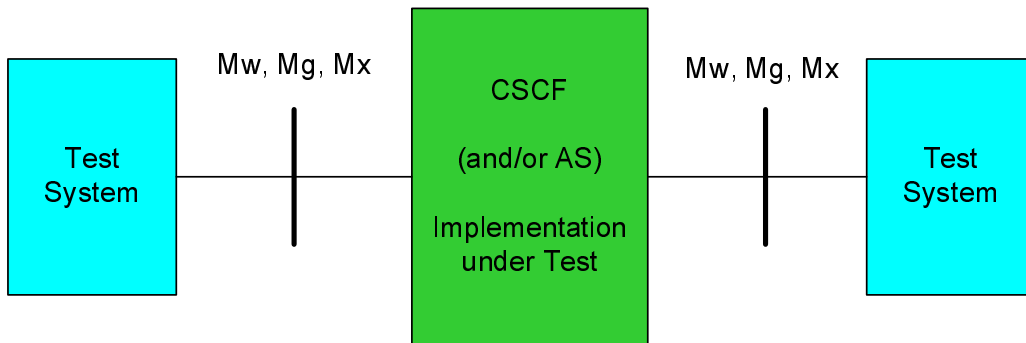 Test
System
Mw, Mg, Mx
CSCF
(and/or AS)
Implementation
under Test
Mw, Mg, Mx
Test
System